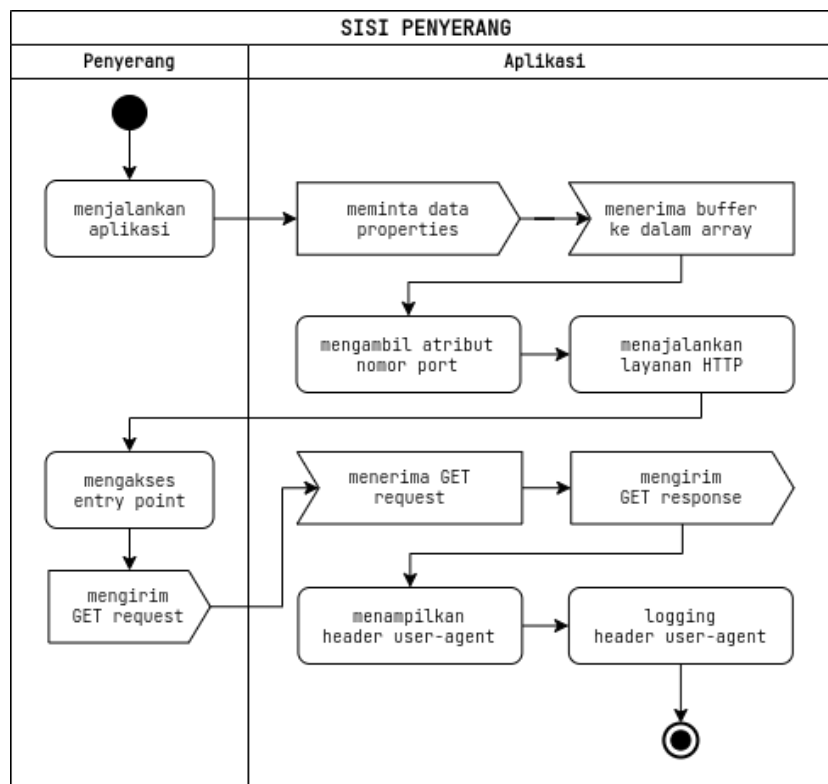 SISI PENYERANG
Penyerang
Aplikasi
menjalankan
aplikasi
meminta data
properties
menerima buffer
ke dalam array
mengambil atribut
nomor port
menajalankan
layanan HTTP
mengakses
entry point
menerima GET
request
mengirim
GET response
mengirim
GET request
menampilkan
header user-agent
logging
header user-agent